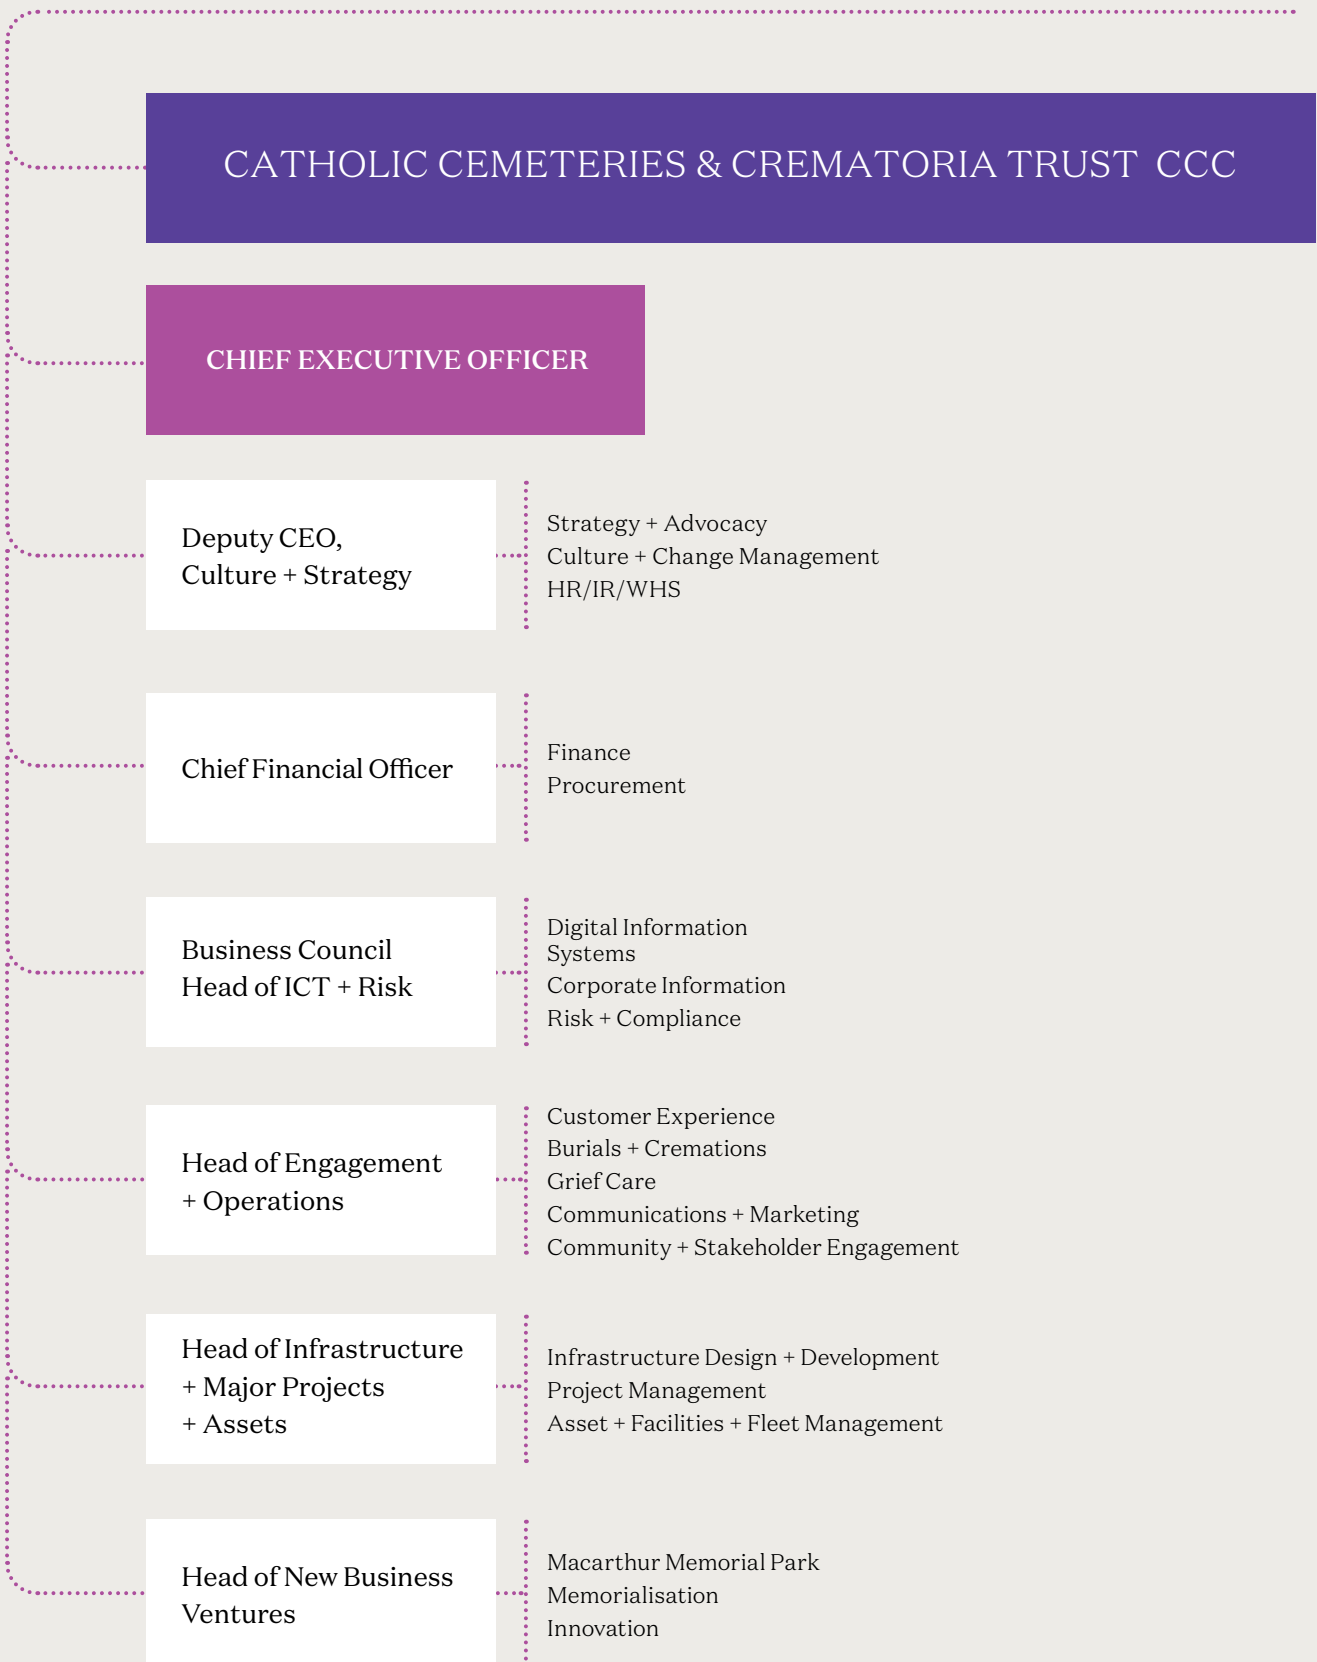 CATHOLIC CEMETERIES & CREMATORIA TRUST CCC
CHIEF EXECUTIVE OFFICER
Deputy CEO,
Culture + Strategy
Strategy + Advocacy
Culture + Change Management
HR/IR/WHS
Chief Financial Officer
Finance
Procurement
Business Council
Head of ICT + Risk
Digital Information
Systems
Corporate Information
Risk + Compliance
Head of Engagement
+ Operations
Customer Experience
Burials + Cremations
Grief Care
Communications + Marketing
Community + Stakeholder Engagement
Head of Infrastructure
+ Major Projects
+ Assets
Infrastructure Design + Development
Project Management
Asset + Facilities + Fleet Management
Head of New Business
Ventures
Macarthur Memorial Park
Memorialisation
Innovation